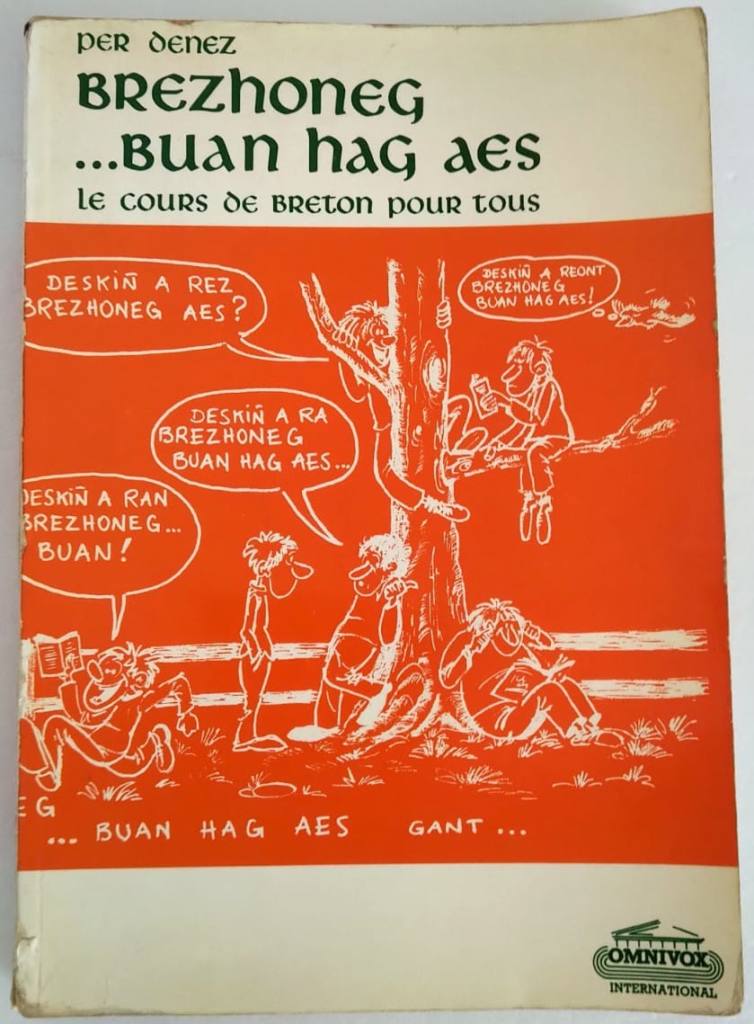 per denez
BREZHONEG
...BUAN hAG AES
le cours de breton pour tous
DESKIÑ A REZ
BREZHONEG AES?
DESKIÑ A REONT
BREZHONEG
BUAN HAG AES!
DESKIÑ A RA
BREZHONEG
BUAN HAG AES...
DESKIÑ A RAN
BREZHONEG...
BUAN!
EG
... BUAN HAG AES GANT ...
OMNIVOX
INTERNATIONAL